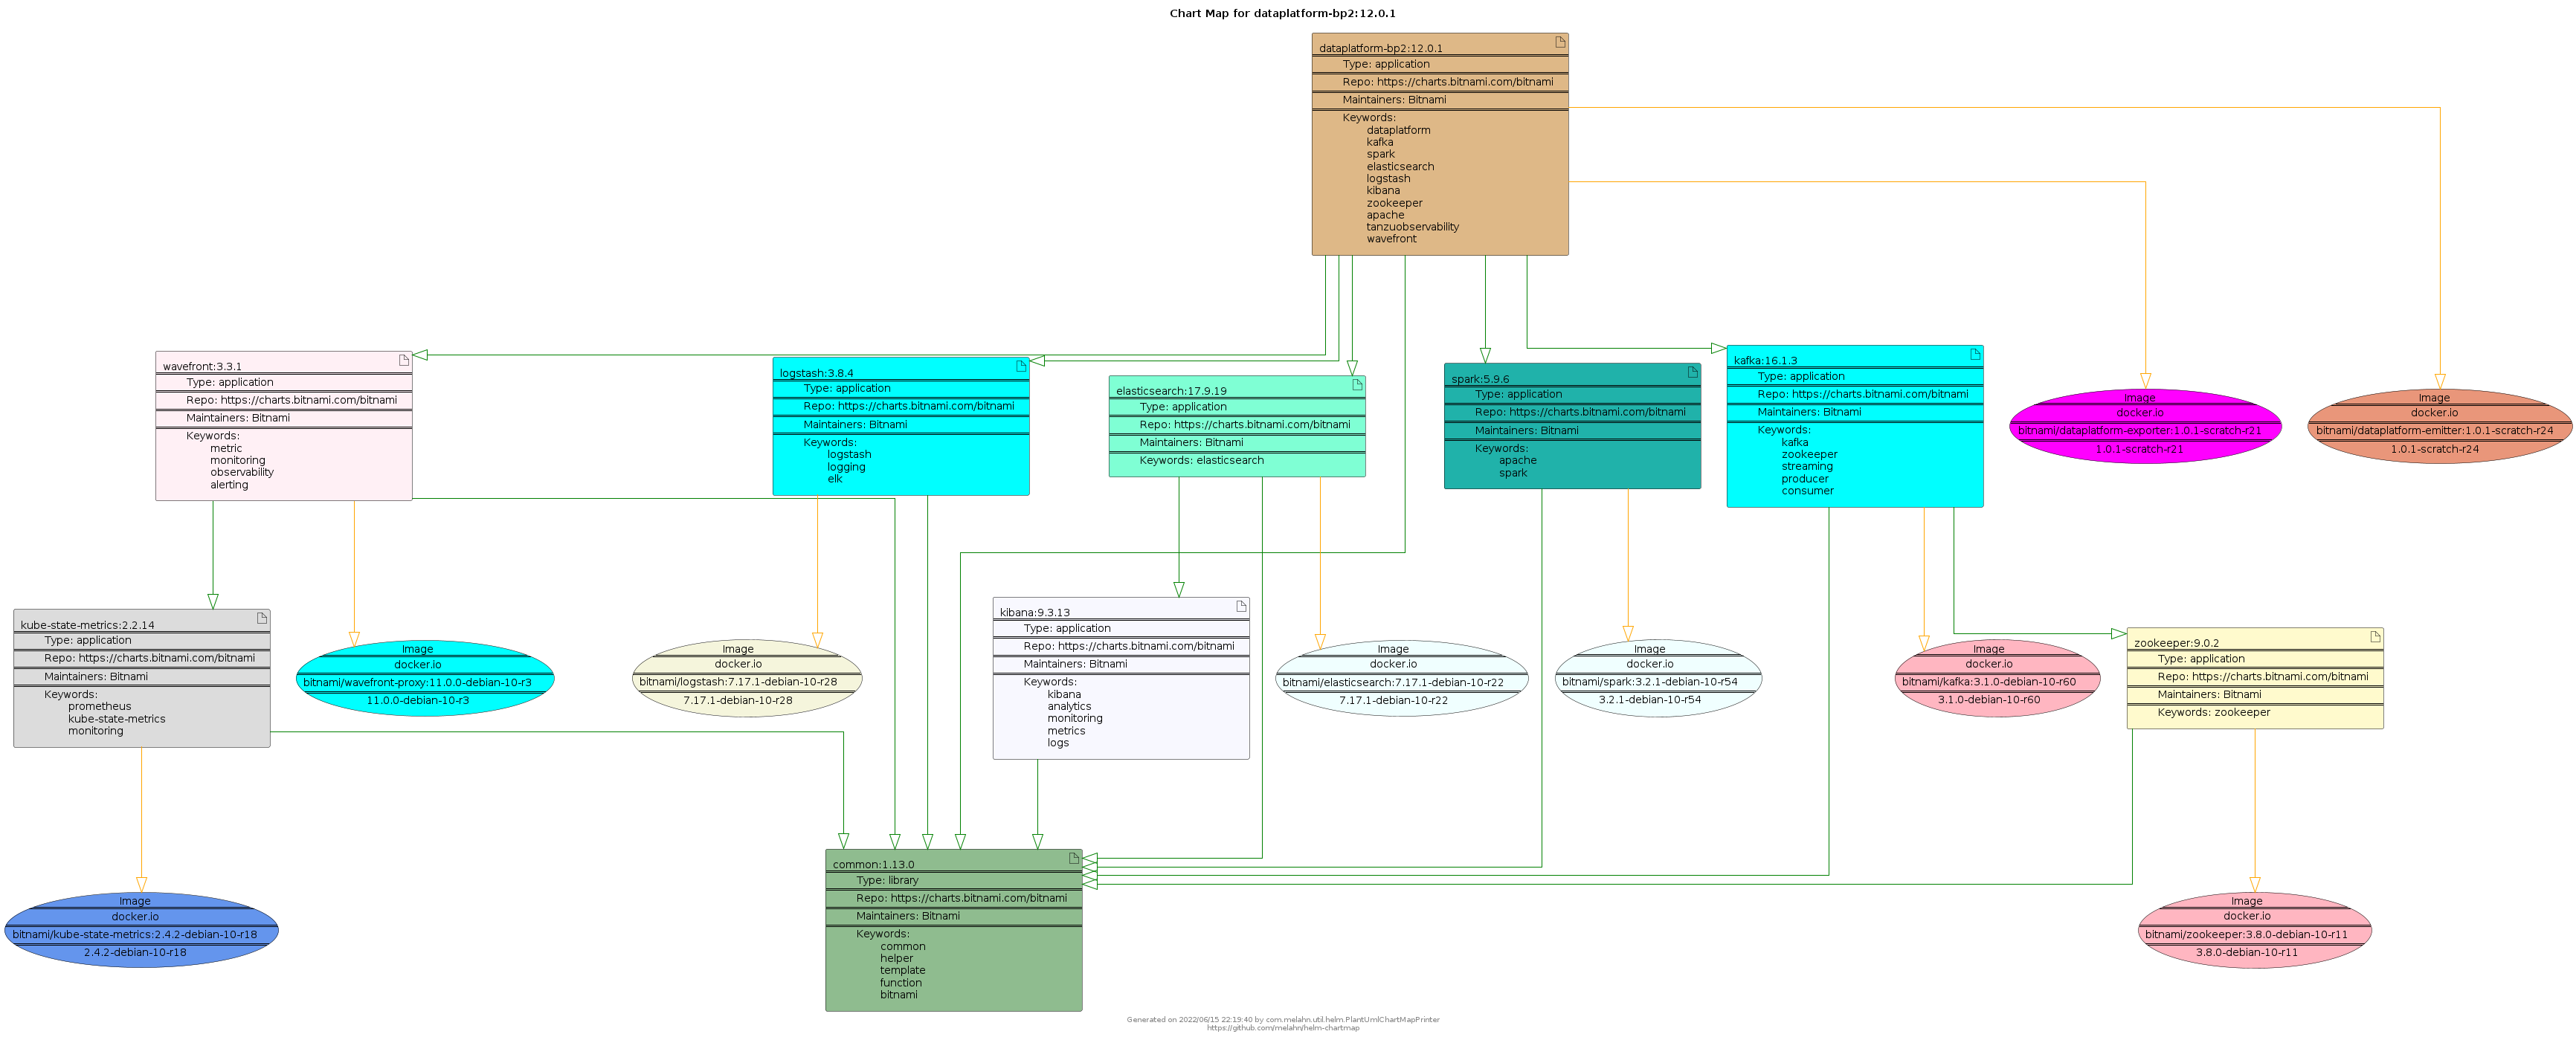 Chart Map for dataplatform-bp2:12.0.1
dataplatform-bp2:12.0.1
Type: application
Repo: https://charts.bitnami.com/bitnami
Maintainers: Bitnami
Keywords:
dataplatform
kafka
spark
elasticsearch
logstash
kibana
zookeeper
apache
tanzuobservability
wavefront
wavefront:3.3.1
Type: application
Repo: https://charts.bitnami.com/bitnami
Maintainers: Bitnami
Keywords:
metric
monitoring
observability
alerting
logstash:3.8.4
Type: application
Repo: https://charts.bitnami.com/bitnami
Maintainers: Bitnami
Keywords:
logstash
logging
elk
elasticsearch:17.9.19
Type: application
Repo: https://charts.bitnami.com/bitnami
Maintainers: Bitnami
Keywords: elasticsearch
spark:5.9.6
Type: application
Repo: https://charts.bitnami.com/bitnami
Maintainers: Bitnami
Keywords:
apache
spark
kafka:16.1.3
Type: application
Repo: https://charts.bitnami.com/bitnami
Maintainers: Bitnami
Keywords:
kafka
zookeeper
streaming
producer
consumer
Image
docker.io
bitnami/dataplatform-exporter:1.0.1-scratch-r21
1.0.1-scratch-r21
Image
docker.io
bitnami/dataplatform-emitter:1.0.1-scratch-r24
1.0.1-scratch-r24
kube-state-metrics:2.2.14
Type: application
Repo: https://charts.bitnami.com/bitnami
Maintainers: Bitnami
Keywords:
prometheus
kube-state-metrics
monitoring
Image
docker.io
bitnami/wavefront-proxy:11.0.0-debian-10-r3
11.0.0-debian-10-r3
Image
docker.io
bitnami/logstash:7.17.1-debian-10-r28
7.17.1-debian-10-r28
kibana:9.3.13
Type: application
Repo: https://charts.bitnami.com/bitnami
Maintainers: Bitnami
Keywords:
kibana
analytics
monitoring
metrics
logs
Image
docker.io
bitnami/elasticsearch:7.17.1-debian-10-r22
7.17.1-debian-10-r22
Image
docker.io
bitnami/spark:3.2.1-debian-10-r54
3.2.1-debian-10-r54
Image
docker.io
bitnami/kafka:3.1.0-debian-10-r60
3.1.0-debian-10-r60
zookeeper:9.0.2
Type: application
Repo: https://charts.bitnami.com/bitnami
Maintainers: Bitnami
Keywords: zookeeper
Image
docker.io
bitnami/kube-state-metrics:2.4.2-debian-10-r18
2.4.2-debian-10-r18
common:1.13.0
Type: library
Repo: https://charts.bitnami.com/bitnami
Maintainers: Bitnami
Keywords:
common
helper
template
function
bitnami
Image
docker.io
bitnami/zookeeper:3.8.0-debian-10-r11
3.8.0-debian-10-r11
Generated on 2022/06/15 22:19:40 by com.melahn.util.helm.PlantUmlChartMapPrinter
https://github.com/melahn/helm-chartmap